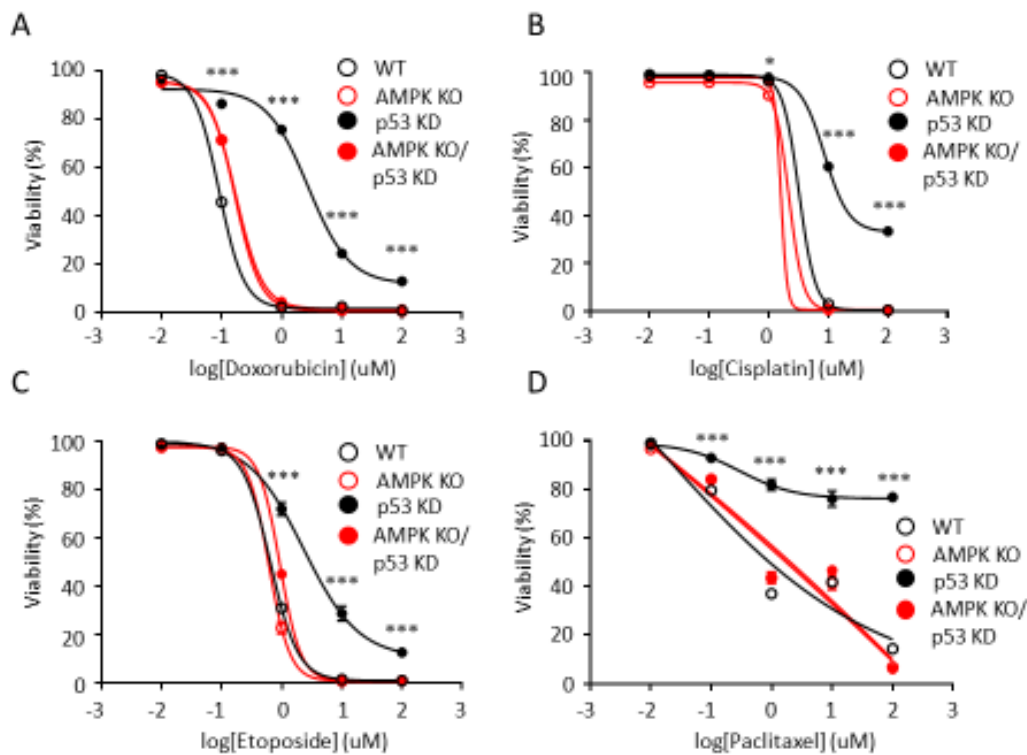 A
100
80
60
40
20
0
Viability (%)
-3 -2 -1 0 1 2 3
log[Doxorubicin] (uM)
***
***
***
***
WT
AMPK KO
p53 KD
AMPK KO/
p53 KD
B
100
80
60
40
20
0
Viability (%)
-3 -2 -1 0 1 2 3
log[Cisplatin] (uM)
*
***
***
WT
AMPK KO
p53 KD
AMPK KO/
p53 KD
C
100
80
60
40
20
0
Viability (%)
-3 -2 -1 0 1 2 3
log[Etoposide] (uM)
***
***
***
WT
AMPK KO
p53 KD
AMPK KO/
p53 KD
D
100
80
60
40
20
0
Viability (%)
-3 -2 -1 0 1 2 3
log[Paclitaxel] (uM)
***
***
***
***
WT
AMPK KO
p53 KD
AMPK KO/
p53 KD